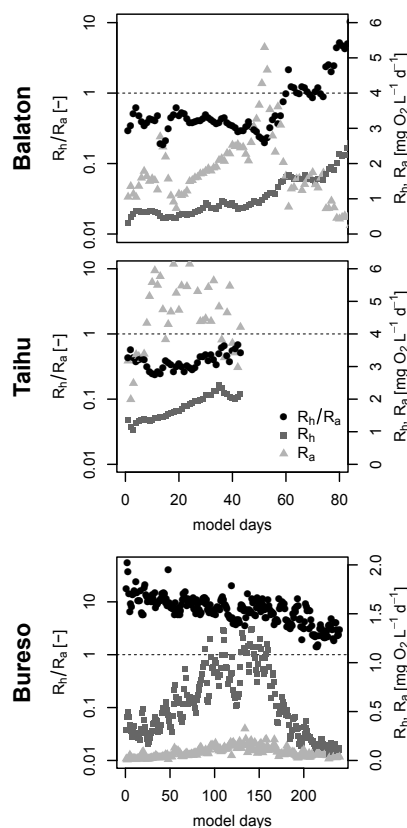 Balaton
Rh/Ra [-]
10
1
0.1
0.01
6
5
4
3
2
1
0
Rh, Ra [mg O2 L−1 d−1]
Taihu
Rh/Ra [-]
10
1
0.1
0.01
6
5
4
3
2
1
0
Rh, Ra [mg O2 L−1 d−1]
Rh/Ra
Rh
Ra
0 20 40 60 80
model days
Bureso
Rh/Ra [-]
10
1
0.1
0.01
2.0
1.5
1.0
0.5
0.0
Rh, Ra [mg O2 L−1 d−1]
0 50 100 150 200
model days